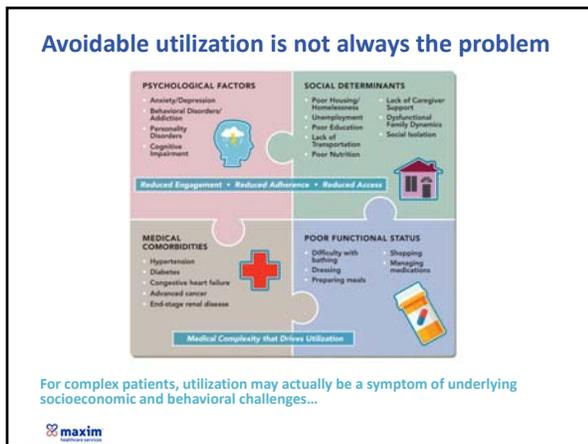 Avoidable utilization is not always the problem
PSYCHOLOGICAL FACTORS
• Anxiety/Depression
• Behavioral Disorders/
Addiction
• Personality
Disorders
• Cognitive
Impairment
SOCIAL DETERMINANTS
• Poor Housing/
Homelessness
• Unemployment
• Poor Education
• Lack of
Transportation
• Poor Nutrition
• Lack of Caregiver
Support
• Dysfunctional
Family Dynamics
• Social Isolation
Reduced Engagement • Reduced Adherence • Reduced Access
MEDICAL
COMORBIDITIES
• Hypertension
• Diabetes
• Congestive heart failure
• Advanced cancer
• End-stage renal disease
POOR FUNCTIONAL STATUS
• Difficulty with
bathing
• Dressing
• Preparing meals
• Shopping
• Managing
medications
Medical Complexity that Drives Utilization
For complex patients, utilization may actually be a symptom of underlying
socioeconomic and behavioral challenges...
maxim
healthcare services